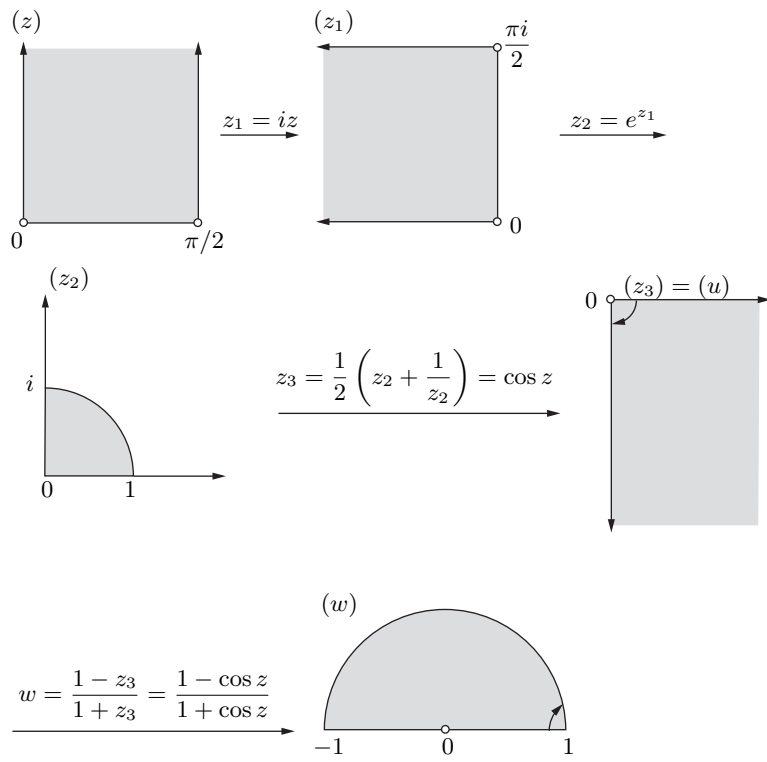 (z)
0
π/2
z₁ = iz
(z₁)
πi/2
0
z₂ = e^{z₁}
(z₂)
i
0
1
z₃ = 1/2 (z₂ + 1/z₂) = cos z
0
(z₃) = (u)
w = (1 − z₃)/(1 + z₃) = (1 − cos z)/(1 + cos z)
(w)
−1
0
1